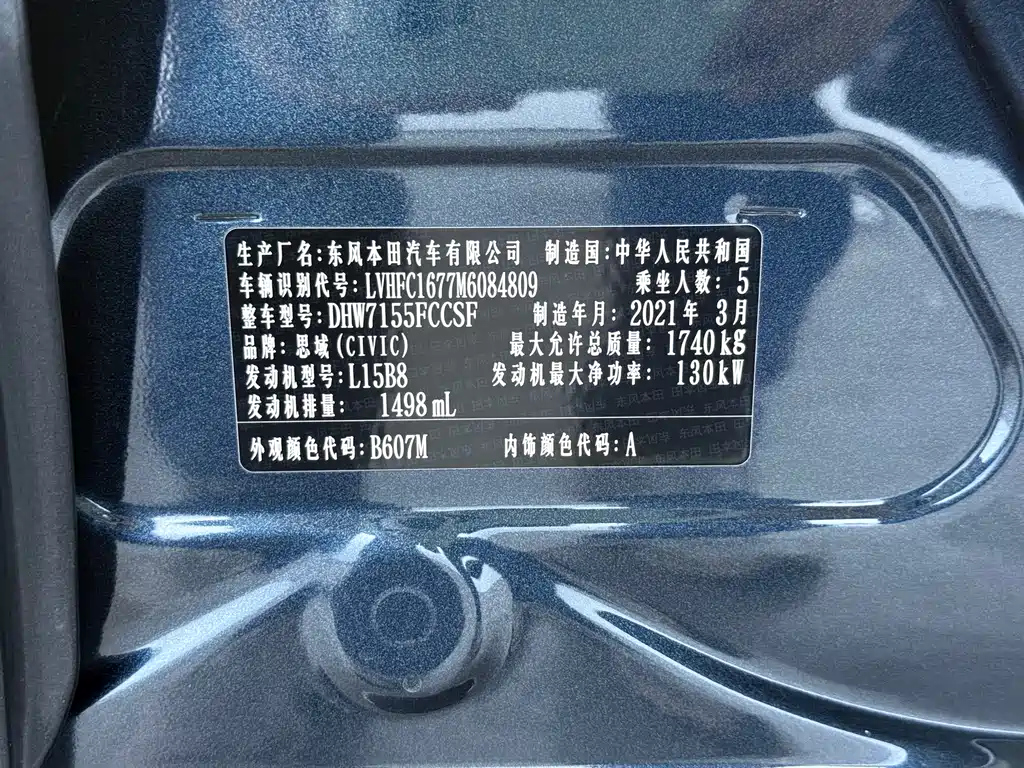 生产厂名:东风本田汽车有限公司 制造国:中华人民共和国
车辆识别代号:LVHFC1677M6084809 乘坐人数: 5
整车型号:DHW7155FCCSF 制造年月: 2021年 3月
品牌: 思域(CIVIC) 最大允许总质量: 1740kg
发动机型号:L15B8 发动机最大净功率: 130kW
发动机排量: 1498mL
外观颜色代码:B607M 内饰颜色代码:A